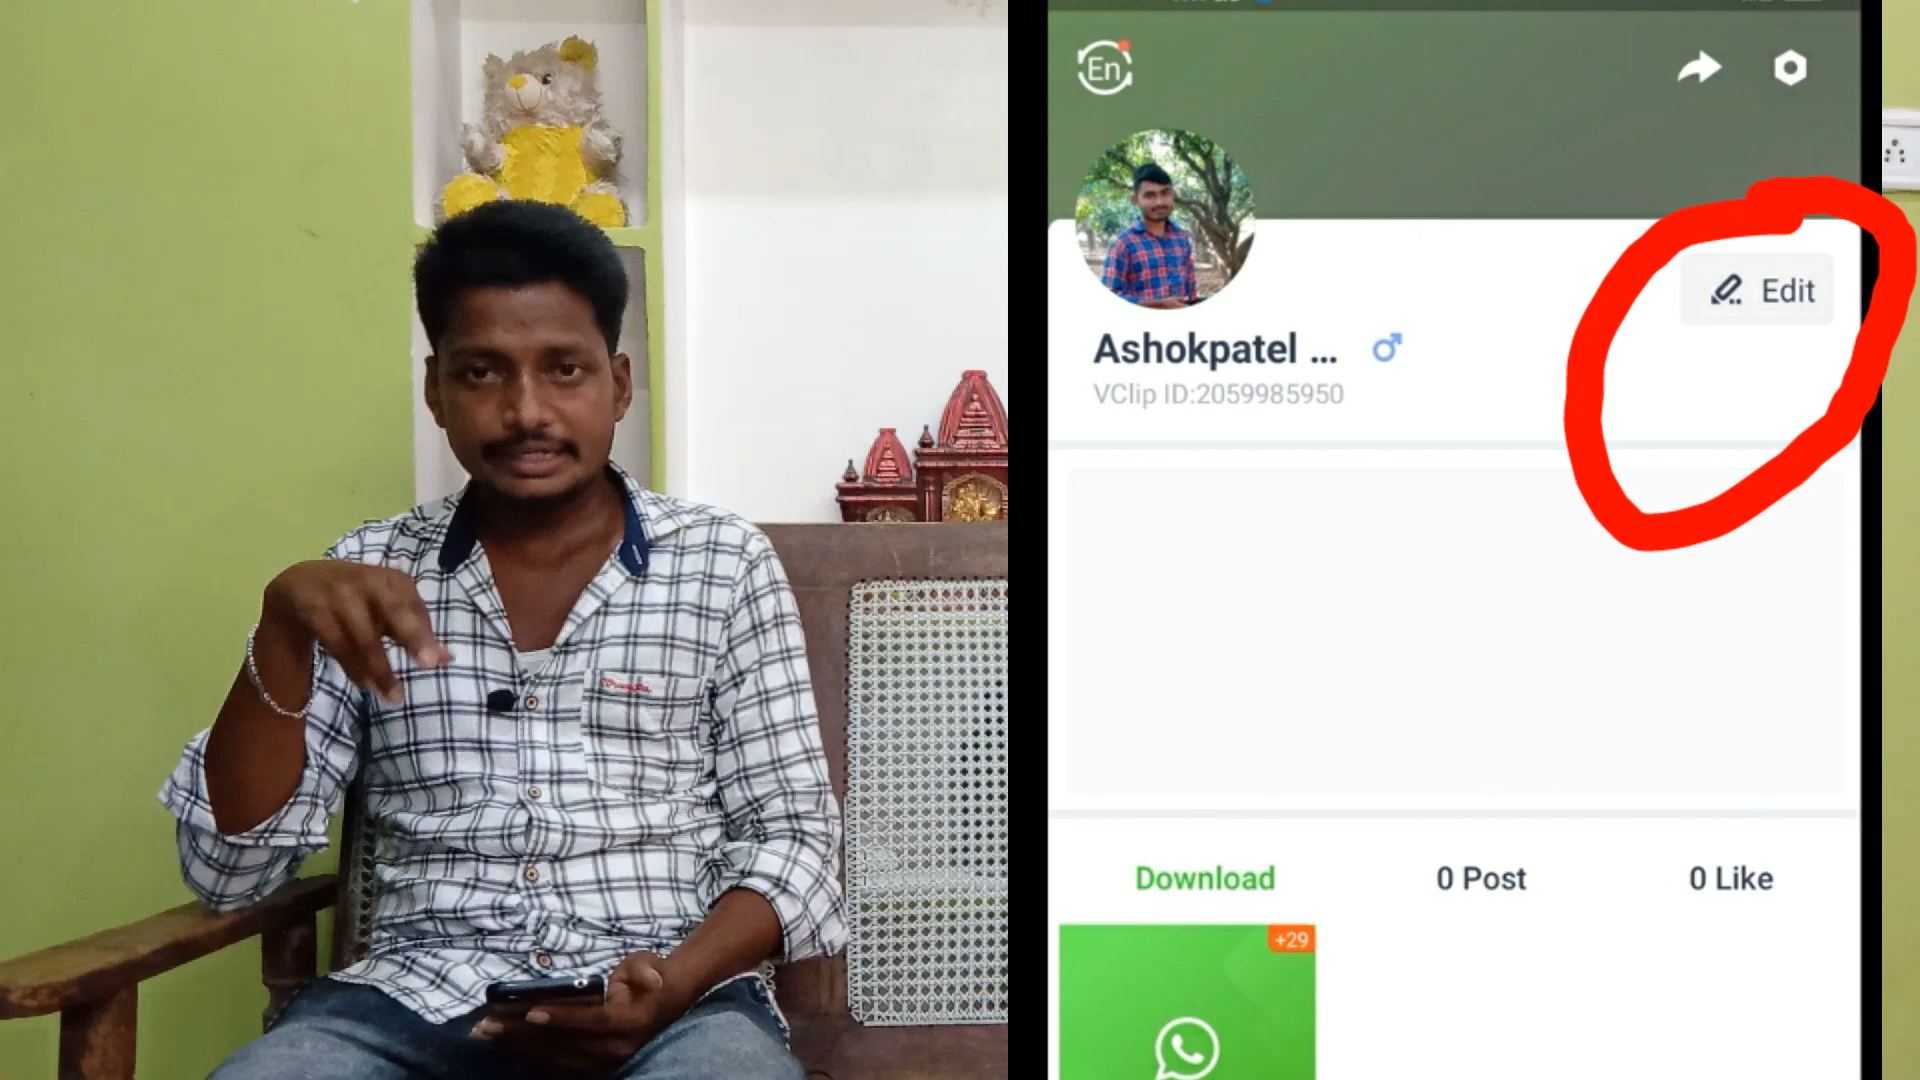 En
Edit
Ashokpatel ...
VClip ID:2059985950
Download
0 Post
0 Like
+29